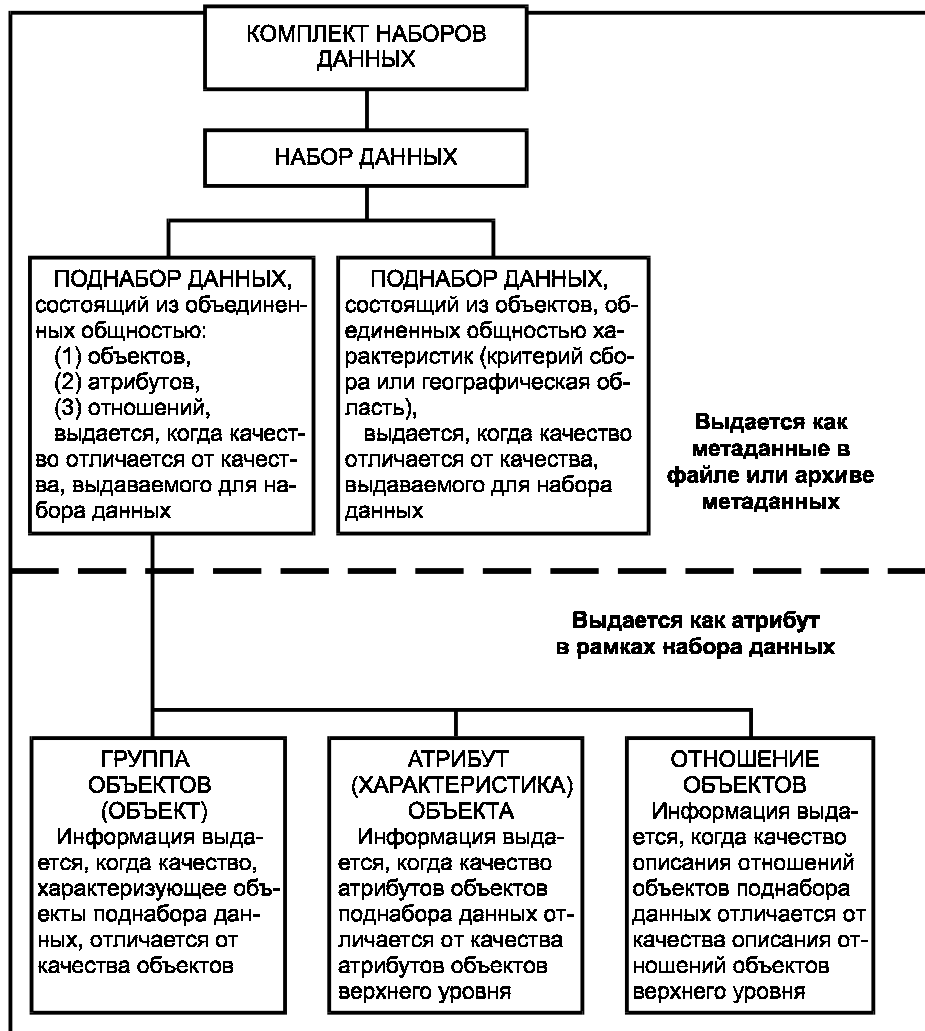 КОМПЛЕКТ НАБОРОВ
ДАННЫХ
НАБОР ДАННЫХ
ПОДНАБОР ДАННЫХ,
состоящий из объединен-
ных общностью:
(1) объектов,
(2) атрибутов,
(3) отношений,
выдается, когда качест-
во отличается от качест-
ва, выдаваемого для на-
бора данных
ПОДНАБОР ДАННЫХ,
состоящий из объектов, об-
единенных общностью ха-
рактеристик (критерий сбо-
ра или географическая об-
ласть),
выдается, когда качество
отличается от качества,
выдаваемого для набора
данных
Выдается как
метаданные в
файле или архиве
метаданных
Выдается как атрибут
в рамках набора данных
ГРУППА
ОБЪЕКТОВ
(ОБЪЕКТ)
Информация выда-
ется, когда качество,
характеризующее объ-
екты поднабора дан-
ных, отличается от
качества объектов
АТРИБУТ
(ХАРАКТЕРИСТИКА)
ОБЪЕКТА
Информация выда-
ется, когда качество
атрибутов объектов
поднабора данных от-
личается от качества
атрибутов объектов
верхнего уровня
ОТНОШЕНИЕ
ОБЪЕКТОВ
Информация выда-
ется, когда качество
описания отношений
объектов поднабора
данных отличается от
качества описания от-
ношений объектов
верхнего уровня